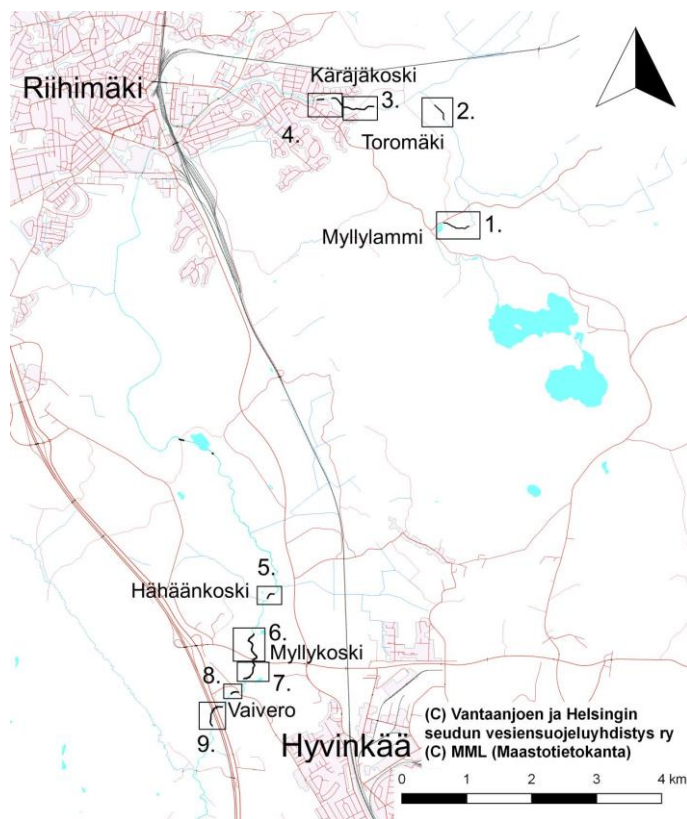 Riihimäki
Käräjäkoski
3.
2.
4.
Toromäki
Myllylammi
1.
5.
Hähäänkoski
6.
Myllykoski
7.
8.
Vaivero
9.
Hyvinkää
(C) Vantaanjoen ja Helsingin
seudun vesiensuojeluyhdistys ry
(C) MML (Maastotietokanta)
0 1 2 3 4 km